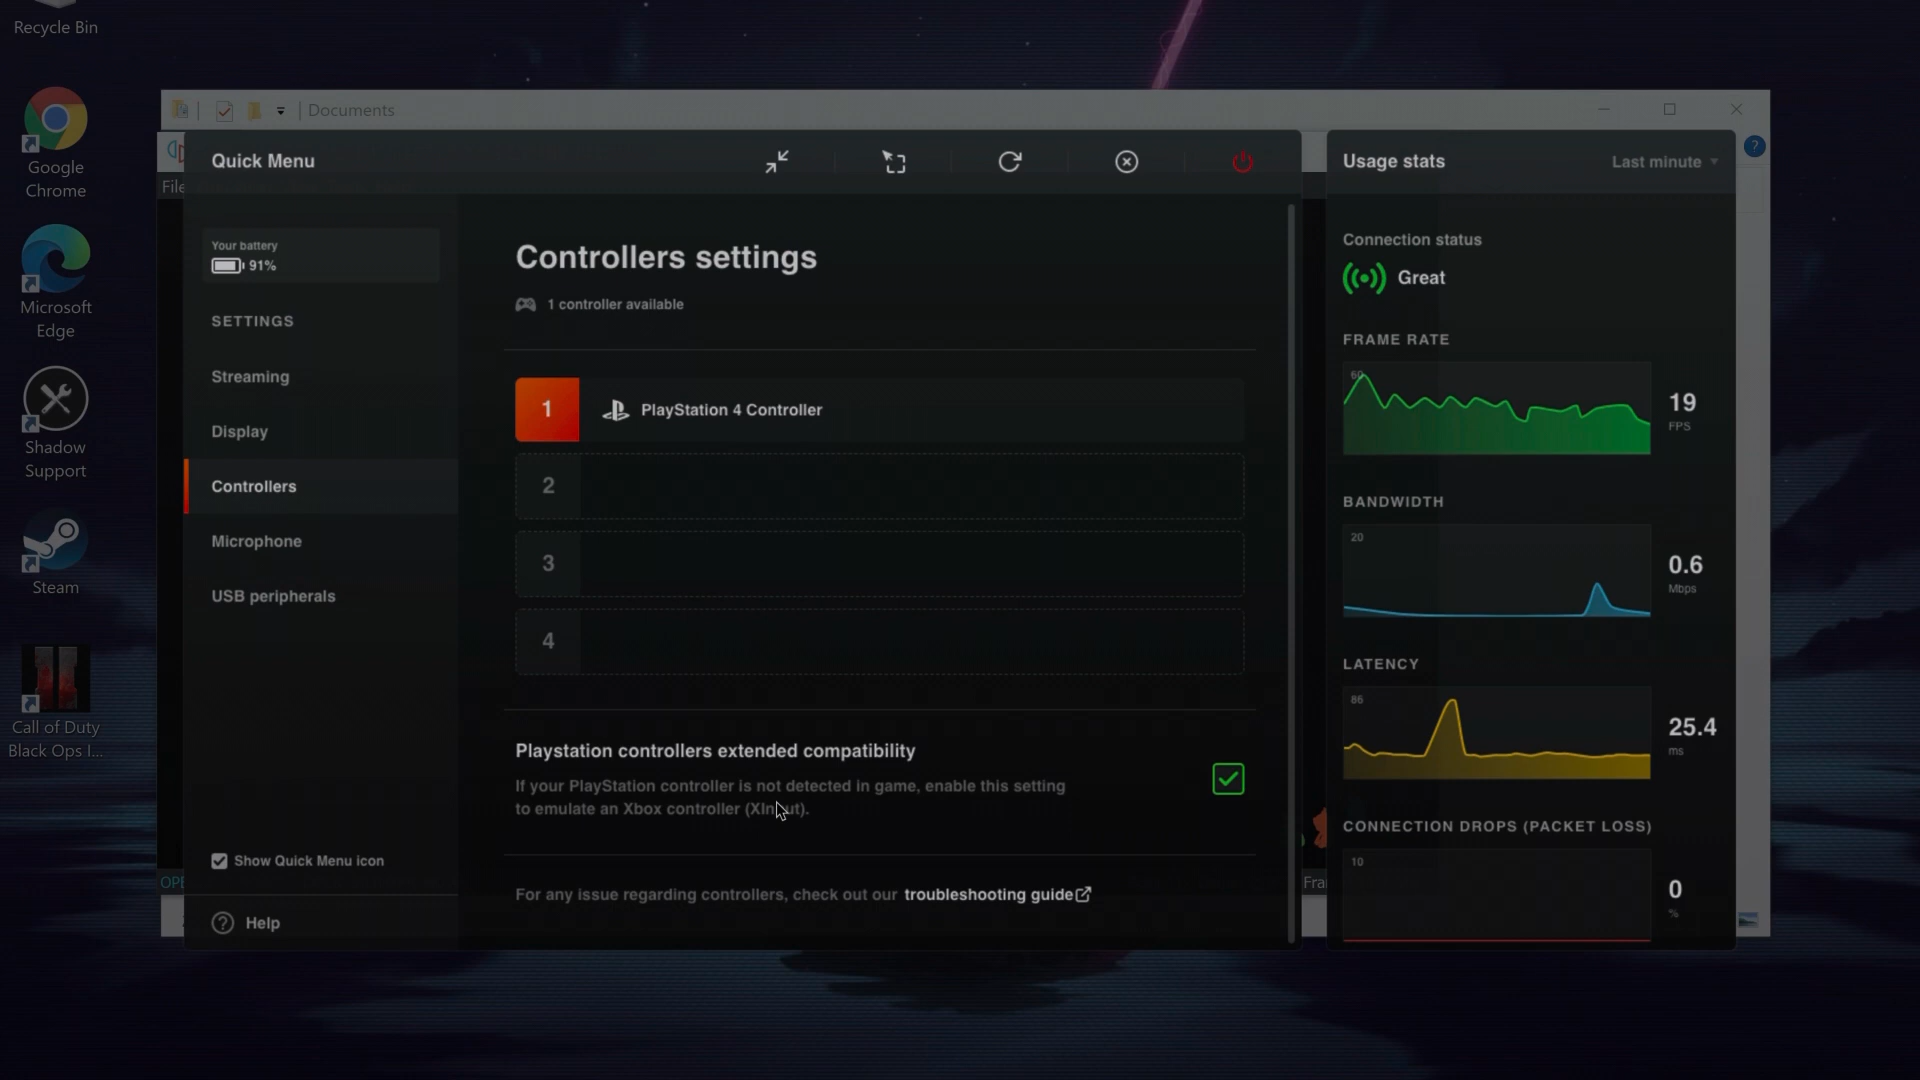 Recycle Bin
Google
Chrome
Microsoft
Edge
Shadow
Support
Steam
Call of Duty
Black Ops I...
Documents
File
Quick Menu
Your battery
91%
SETTINGS
Streaming
Display
Controllers
Microphone
USB peripherals
Show Quick Menu icon
Help
Controllers settings
1 controller available
1
PlayStation 4 Controller
2
3
4
Playstation controllers extended compatibility
If your PlayStation controller is not detected in game, enable this setting
to emulate an Xbox controller (XInput).
For any issue regarding controllers, check out our troubleshooting guide
OPE
Fra
Usage stats
Last minute
Connection status
Great
FRAME RATE
60
19
FPS
BANDWIDTH
20
0.6
Mbps
LATENCY
86
25.4
ms
CONNECTION DROPS (PACKET LOSS)
10
0
%